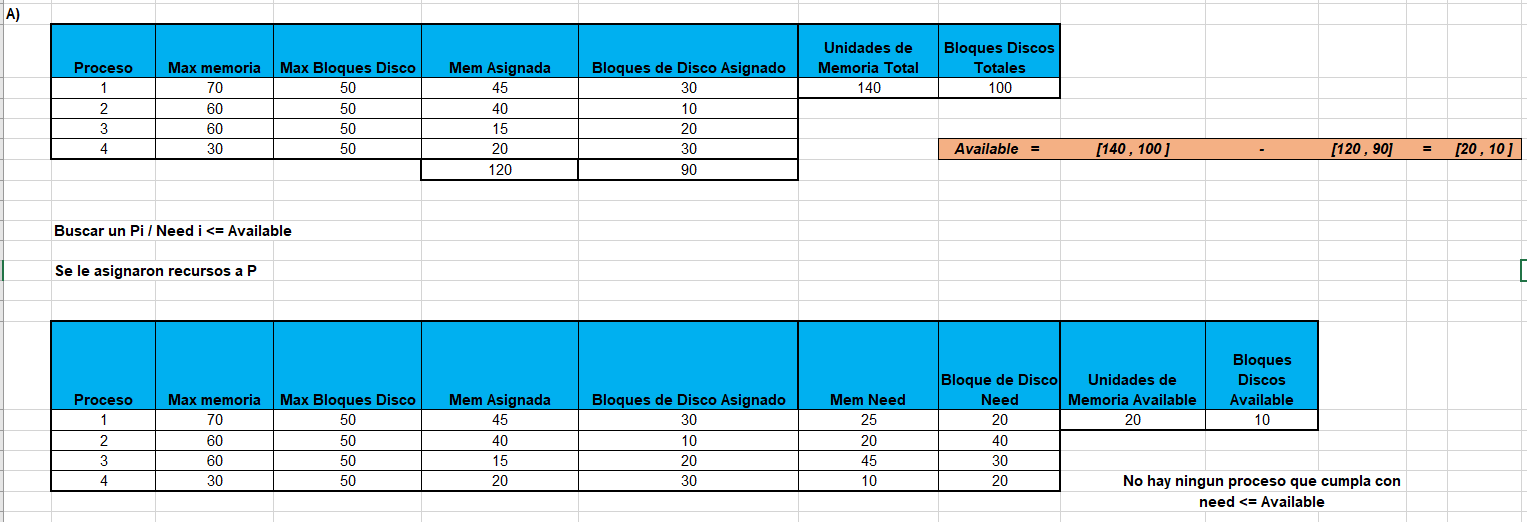 A)
Proceso Max memoria Max Bloques Disco Mem Asignada Bloques de Disco Asignado Unidades de Memoria Total Bloques Discos Totales
1 70 50 45 30 140 100
2 60 50 40 10
3 60 50 15 20
4 30 50 20 30 Available = [140 , 100 ] - [120 , 90] = [20 , 10 ]
120 90
Buscar un Pi / Need i <= Available
Se le asignaron recursos a P
Proceso Max memoria Max Bloques Disco Mem Asignada Bloques de Disco Asignado Mem Need Bloque de Disco Need Unidades de Memoria Available Bloques Discos Available
1 70 50 45 30 25 20 20 10
2 60 50 40 10 20 40
3 60 50 15 20 45 30
4 30 50 20 30 10 20 No hay ningun proceso que cumpla con
need <= Available